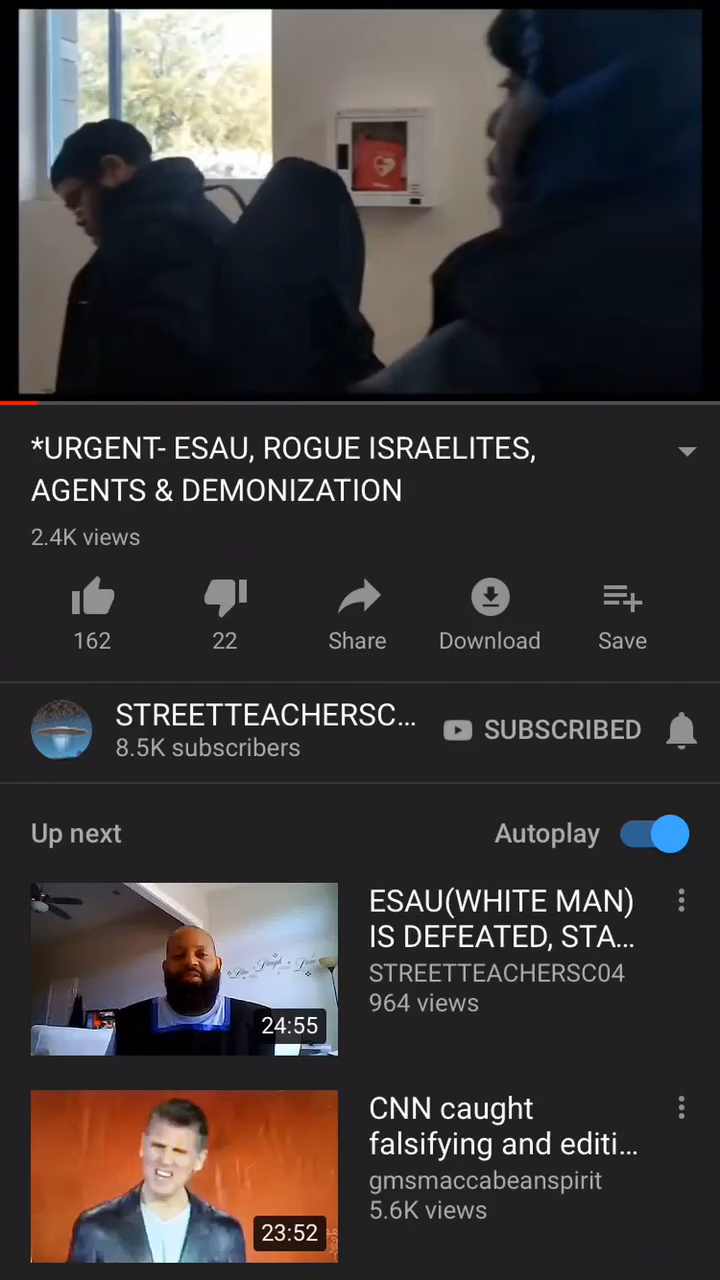 *URGENT- ESAU, ROGUE ISRAELITES,
AGENTS & DEMONIZATION
2.4K views
162
22
Share
Download
Save
STREETTEACHERSC...
8.5K subscribers
SUBSCRIBED
Up next
Autoplay
ESAU(WHITE MAN)
IS DEFEATED, STA...
STREETTEACHERSC04
964 views
24:55
CNN caught
falsifying and editi...
gmsmaccabeanspirit
5.6K views
23:52